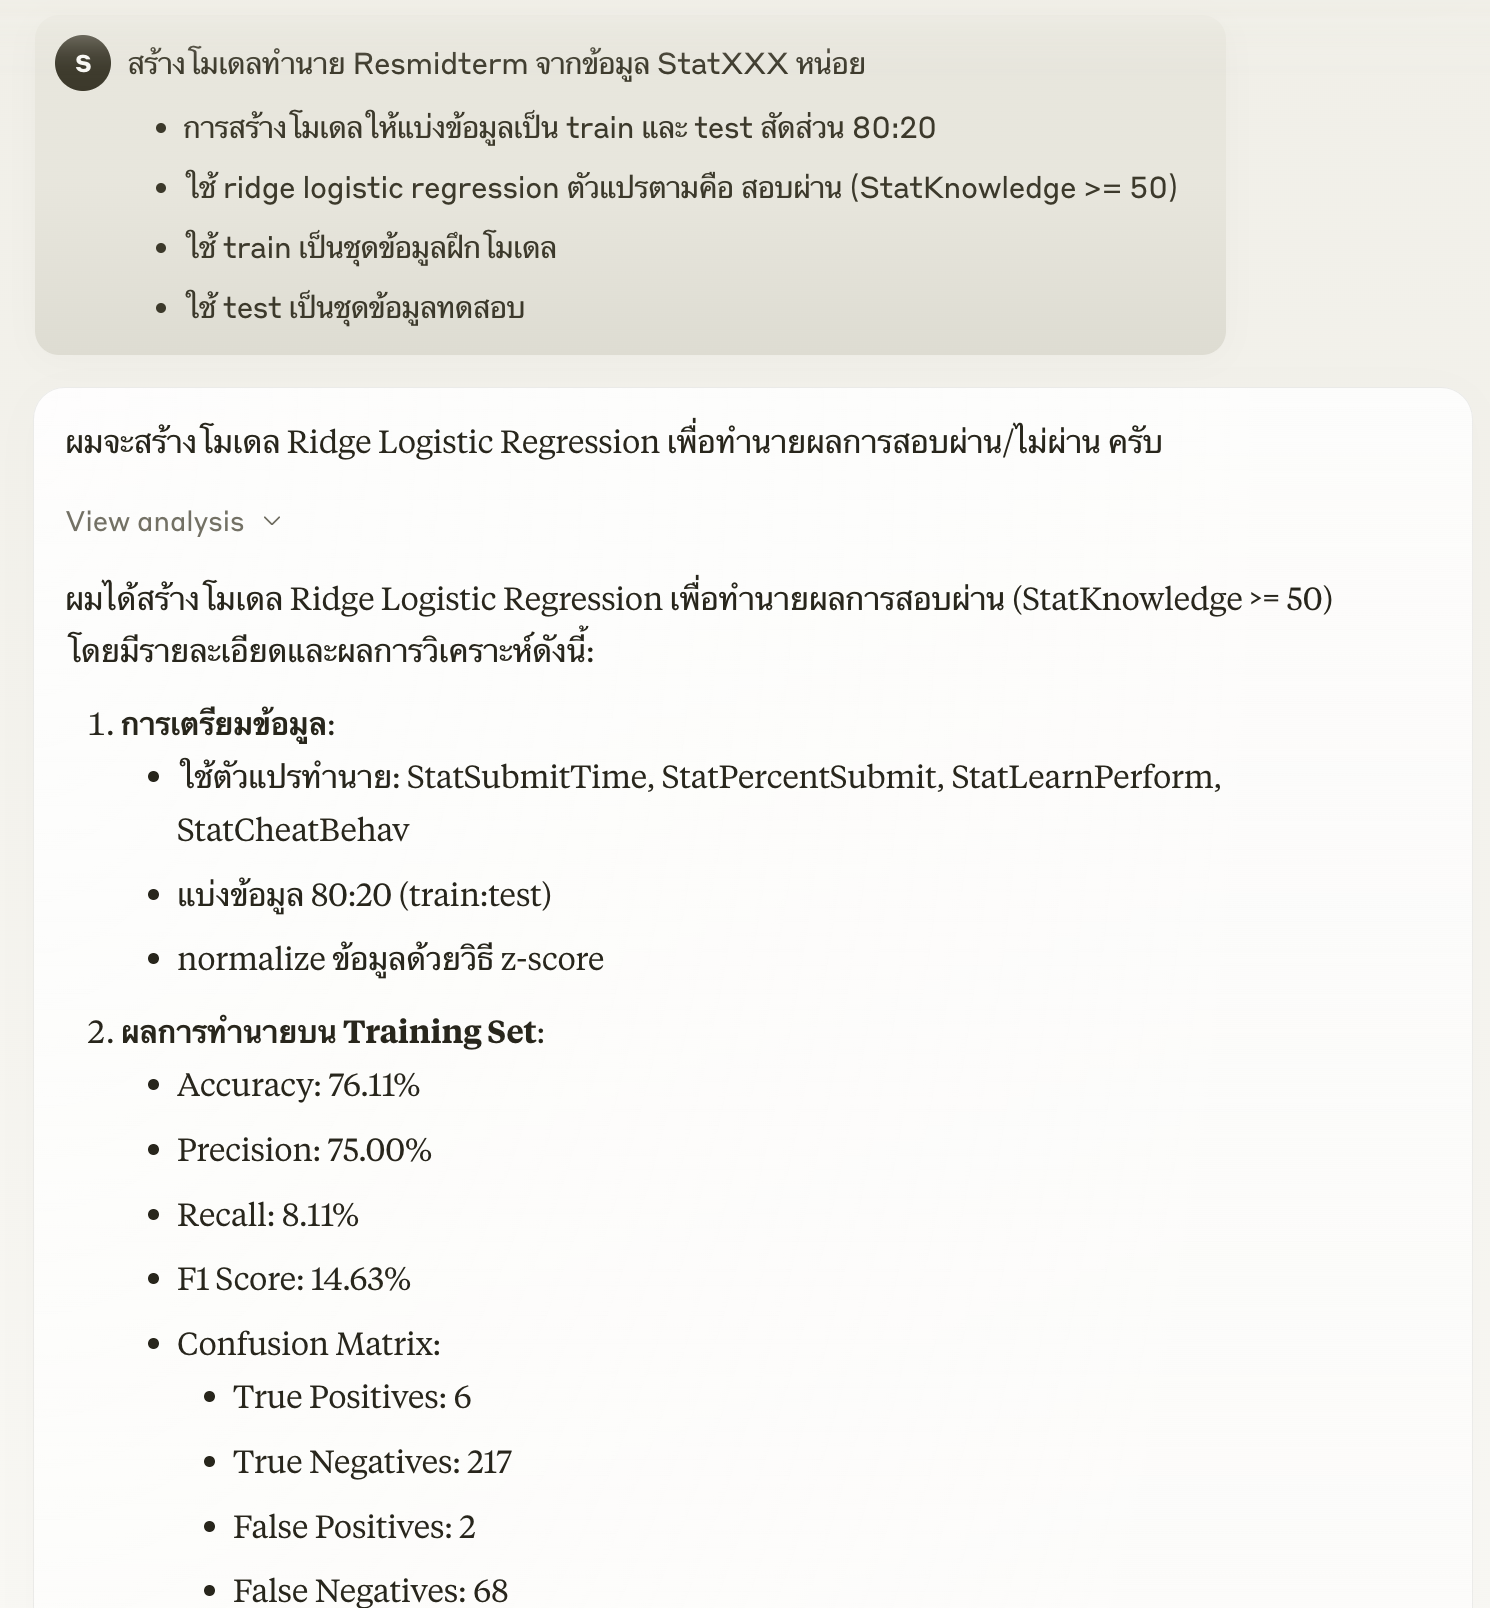 S
สร้างโมเดลทำนาย Resmidterm จากข้อมูล StatXXX หน่อย
• การสร้างโมเดลให้แบ่งข้อมูลเป็น train และ test สัดส่วน 80:20
• ใช้ ridge logistic regression ตัวแปรตามคือ สอบผ่าน (StatKnowledge >= 50)
• ใช้ train เป็นชุดข้อมูลฝึกโมเดล
• ใช้ test เป็นชุดข้อมูลทดสอบ
ผมจะสร้างโมเดล Ridge Logistic Regression เพื่อทำนายผลการสอบผ่าน/ไม่ผ่าน ครับ
View analysis
ผมได้สร้างโมเดล Ridge Logistic Regression เพื่อทำนายผลการสอบผ่าน (StatKnowledge >= 50)
โดยมีรายละเอียดและผลการวิเคราะห์ดังนี้:
1. การเตรียมข้อมูล:
• ใช้ตัวแปรทำนาย: StatSubmitTime, StatPercentSubmit, StatLearnPerform,
StatCheatBehav
• แบ่งข้อมูล 80:20 (train:test)
• normalize ข้อมูลด้วยวิธี z-score
2. ผลการทำนายบน Training Set:
• Accuracy: 76.11%
• Precision: 75.00%
• Recall: 8.11%
• F1 Score: 14.63%
• Confusion Matrix:
• True Positives: 6
• True Negatives: 217
• False Positives: 2
• False Negatives: 68